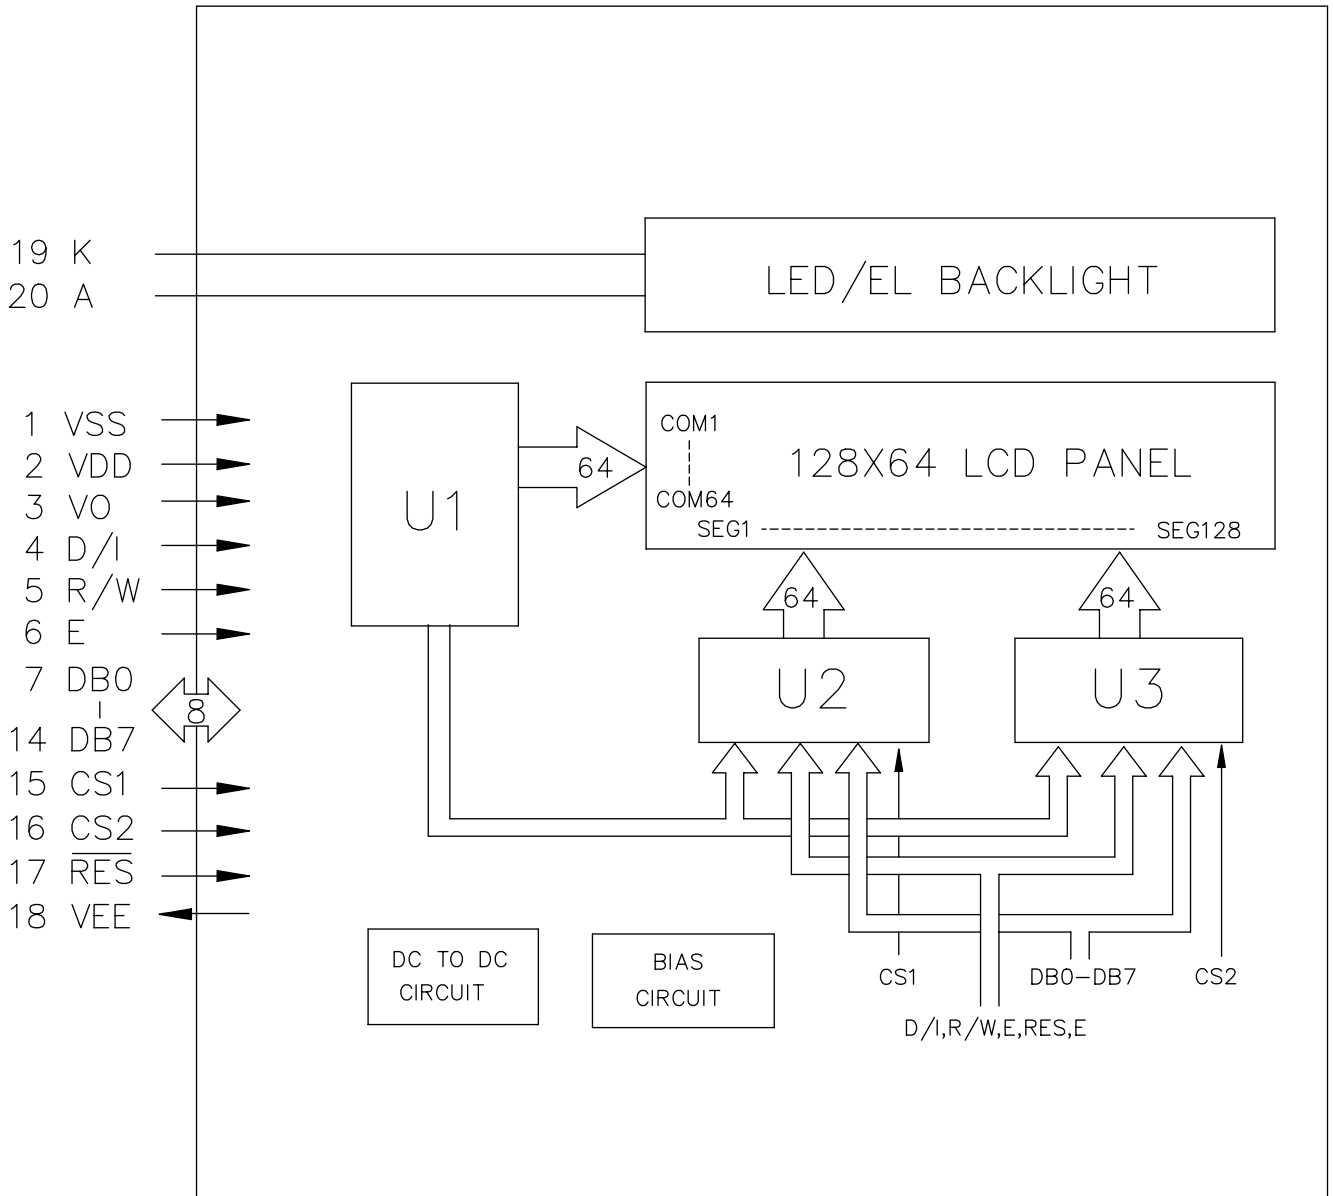 19 K
20 A
LED/EL BACKLIGHT
1 VSS
2 VDD
3 VO
4 D/I
5 R/W
6 E
7 DB0
14 DB7
8
15 CS1
16 CS2
17 RES
18 VEE
U1
64
COM1
COM64
128X64 LCD PANEL
SEG1
SEG128
64
64
U2
U3
DC TO DC
CIRCUIT
BIAS
CIRCUIT
CS1
DB0-DB7
CS2
D/I,R/W,E,RES,E